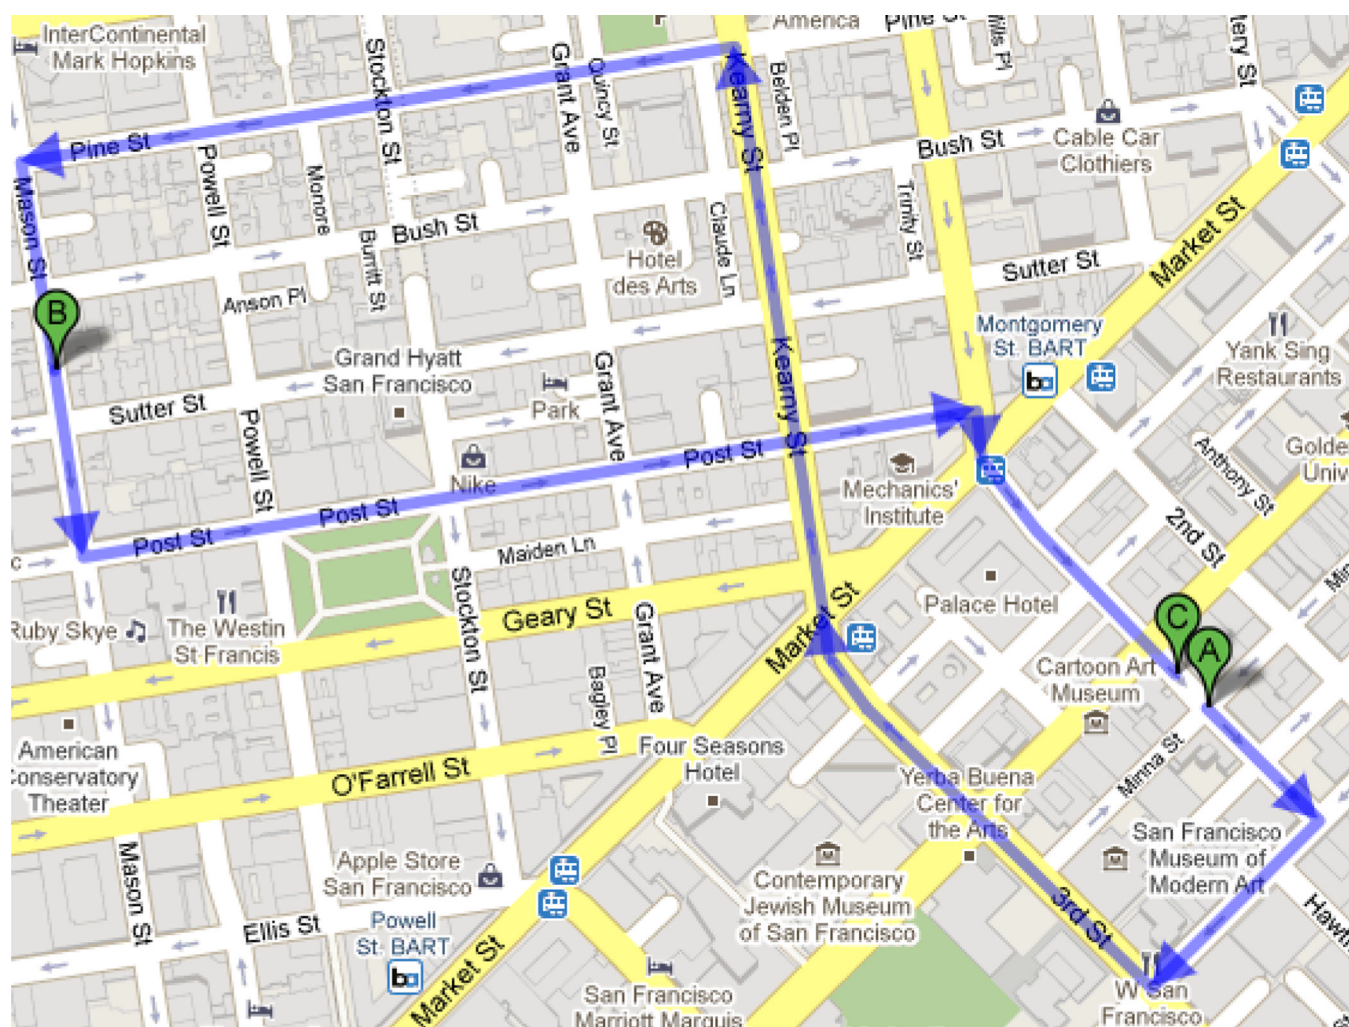 InterContinental
Mark Hopkins
Stockton St
Grant Ave
Quincy St
Kearny St
America
Belden Pl
Pine St
Cable Car
Clothiers
Bush St
Pine St
Mason St
Powell St
Monroe
Stockton St
Burritt St
Bush St
Hotel
des Arts
Claude Ln
Trinity St
Sutter St
Market St
Anson Pl
B
Grand Hyatt
San Francisco
Montgomery
St. BART
Yank Sing
Restaurants
Sutter St
Powell St
Park
Grant Ave
Kearny St
Post St
Nike
Mechanics'
Institute
Anthony St
2nd St
Post St
Post St
Maiden Ln
Palace Hotel
Geary St
Market St
Stockton St
Grant Ave
Bagley Pl
Ruby Skye
The Westin
St Francis
C
A
Cartoon Art
Museum
American
Conservatory
Theater
O'Farrell St
Four Seasons
Hotel
Yerba Buena
Center for
the Arts
Minna St
San Francisco
Museum of
Modern Art
Mason St
Apple Store
San Francisco
Contemporary
Jewish Museum
of San Francisco
3rd St
Ellis St
Powell
St. BART
Market St
San Francisco
Marriott Marquis
W San
Francisco